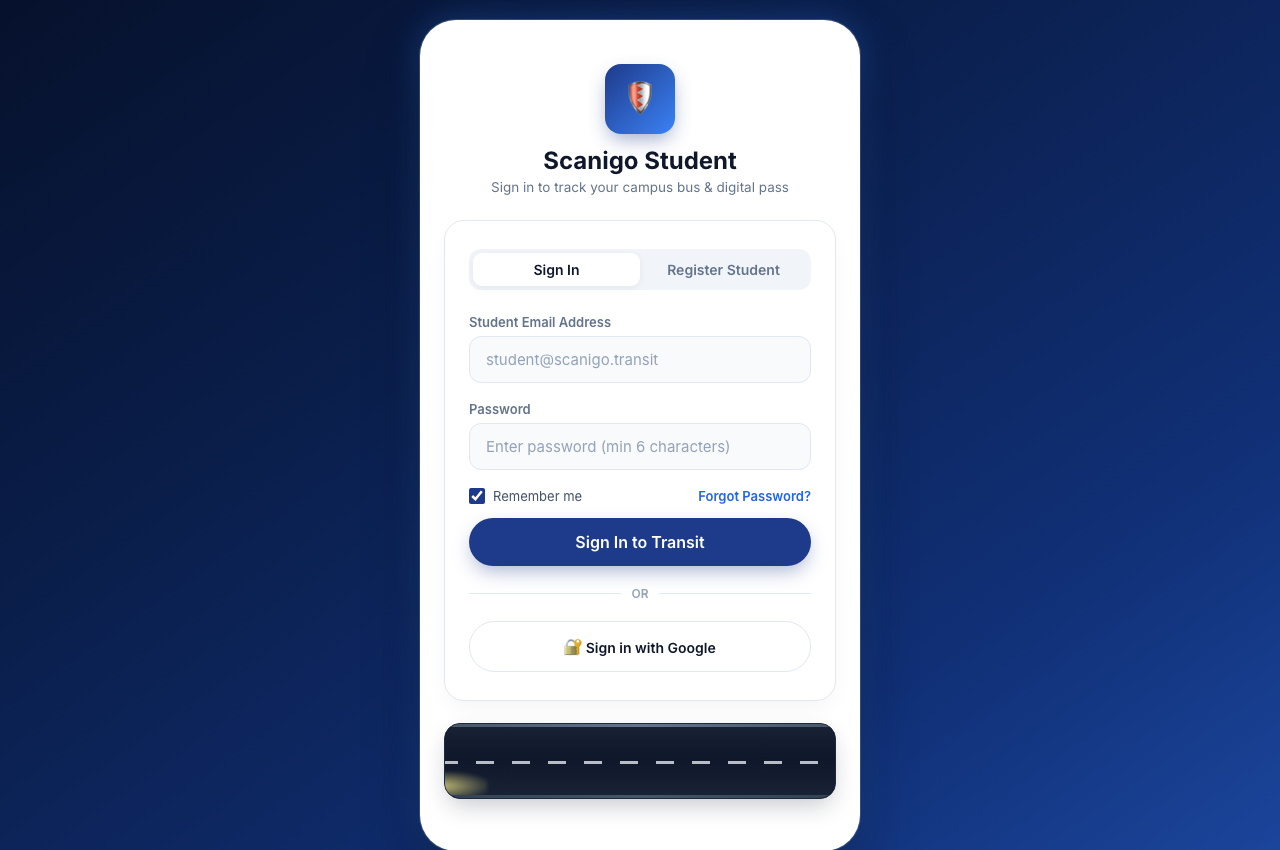 Scanigo Student
Sign in to track your campus bus & digital pass
Sign In
Register Student
Student Email Address
student@scanigo.transit
Password
Enter password (min 6 characters)
Remember me
Forgot Password?
Sign In to Transit
OR
Sign in with Google